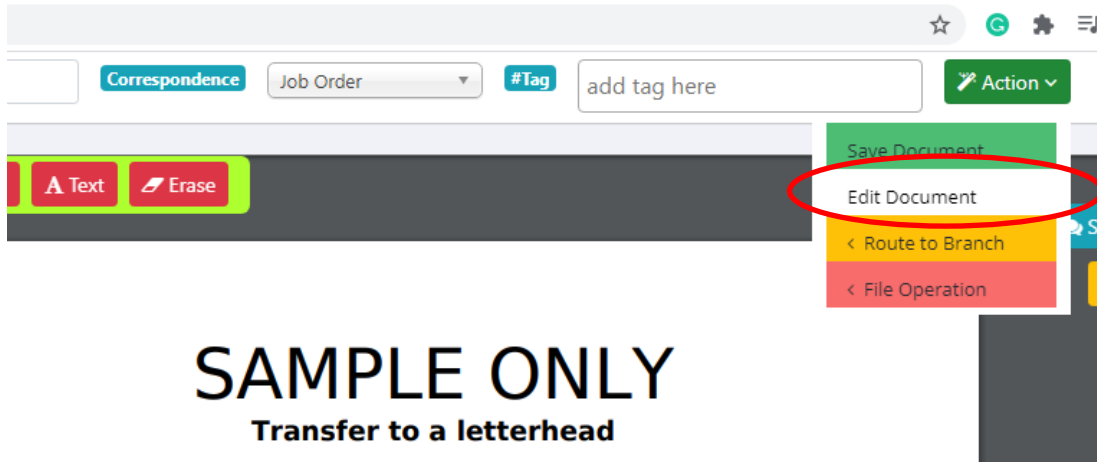 Correspondence Job Order #Tag add tag here Action
Save Document
A Text Erase
Edit Document
< Route to Branch
< File Operation
SAMPLE ONLY
Transfer to a letterhead